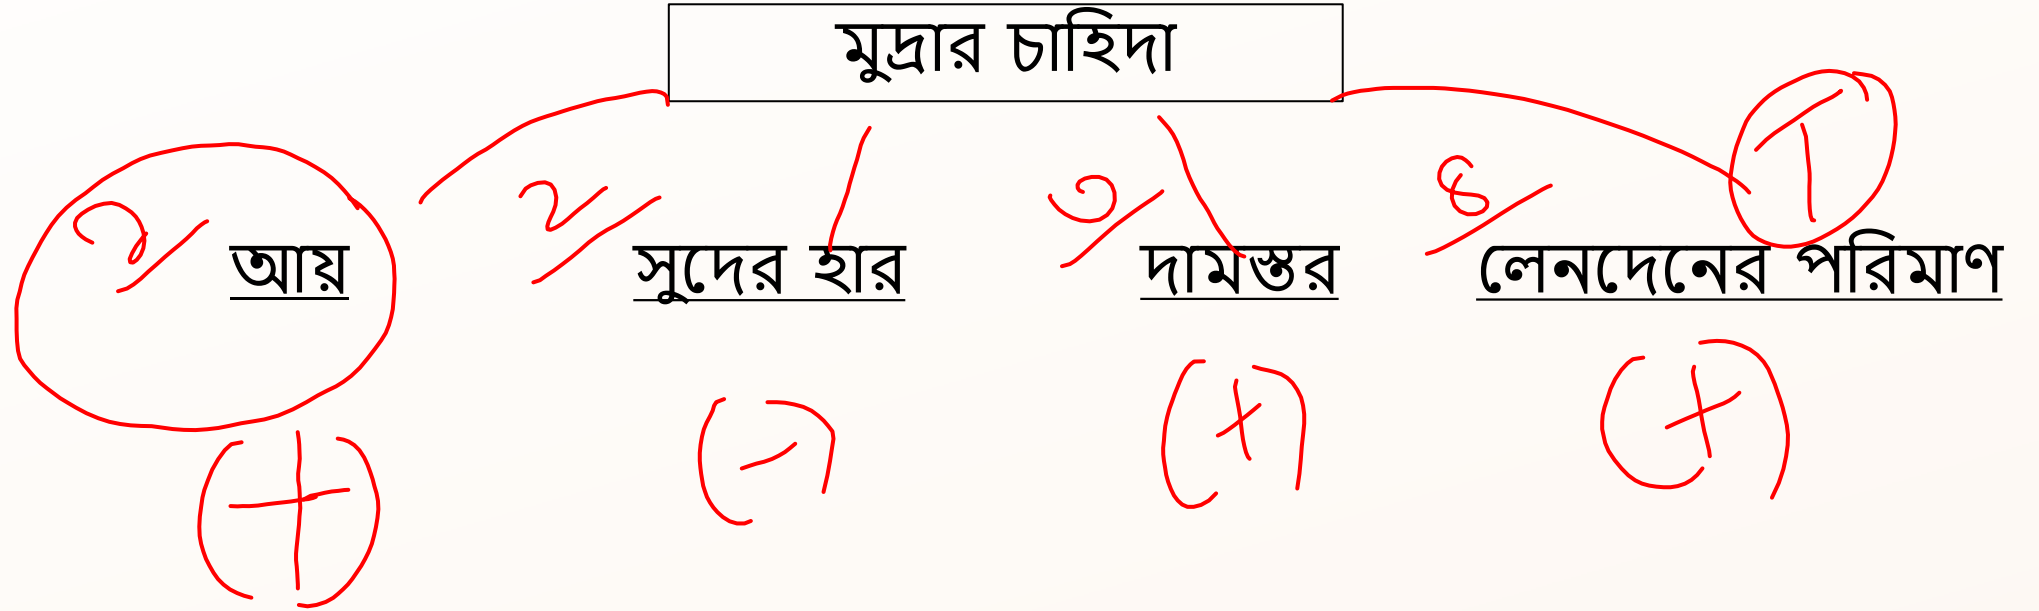 মুদ্রার চাহিদা
T
১/ আয় ২/ সুদের হার ৩/ দামস্তর ৪/ লেনদেনের পরিমাণ
(+) (-) (+) (+)